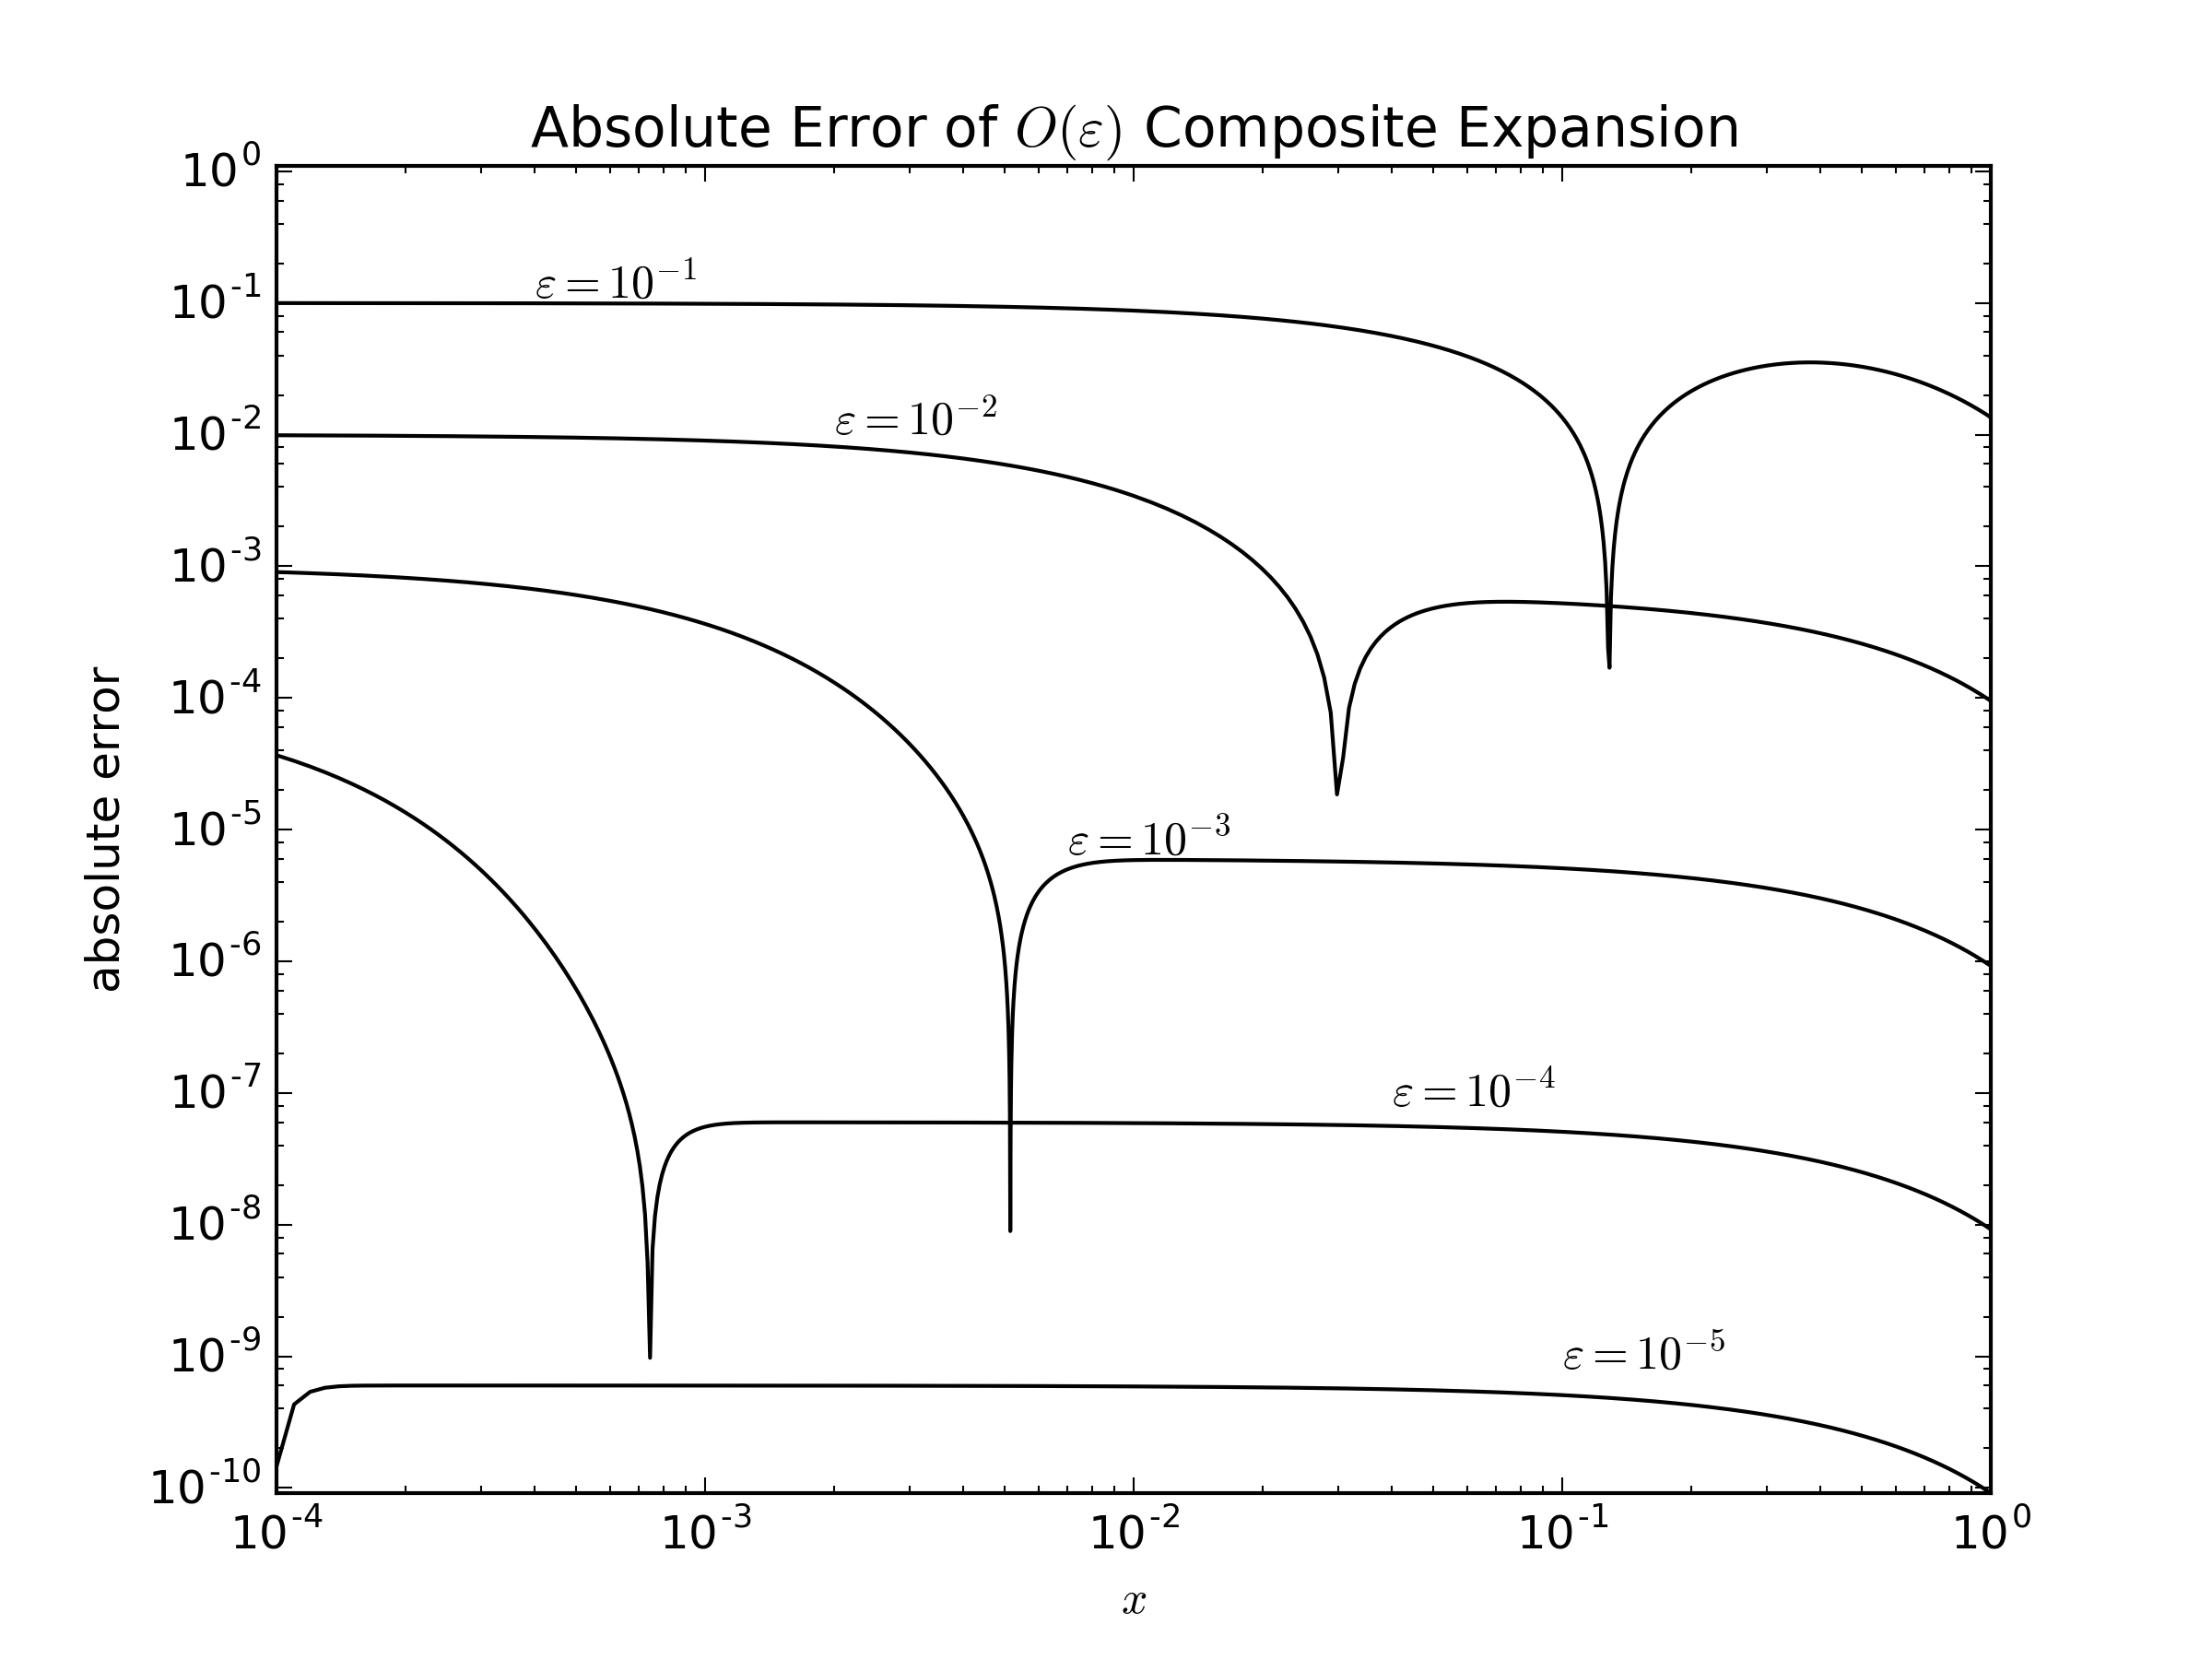 Absolute Error of O(ε) Composite Expansion
10^0
10^-1
10^-2
10^-3
10^-4
10^-5
10^-6
10^-7
10^-8
10^-9
10^-10
absolute error
ε = 10^−1
ε = 10^−2
ε = 10^−3
ε = 10^−4
ε = 10^−5
10^-4 10^-3 10^-2 10^-1 10^0
x